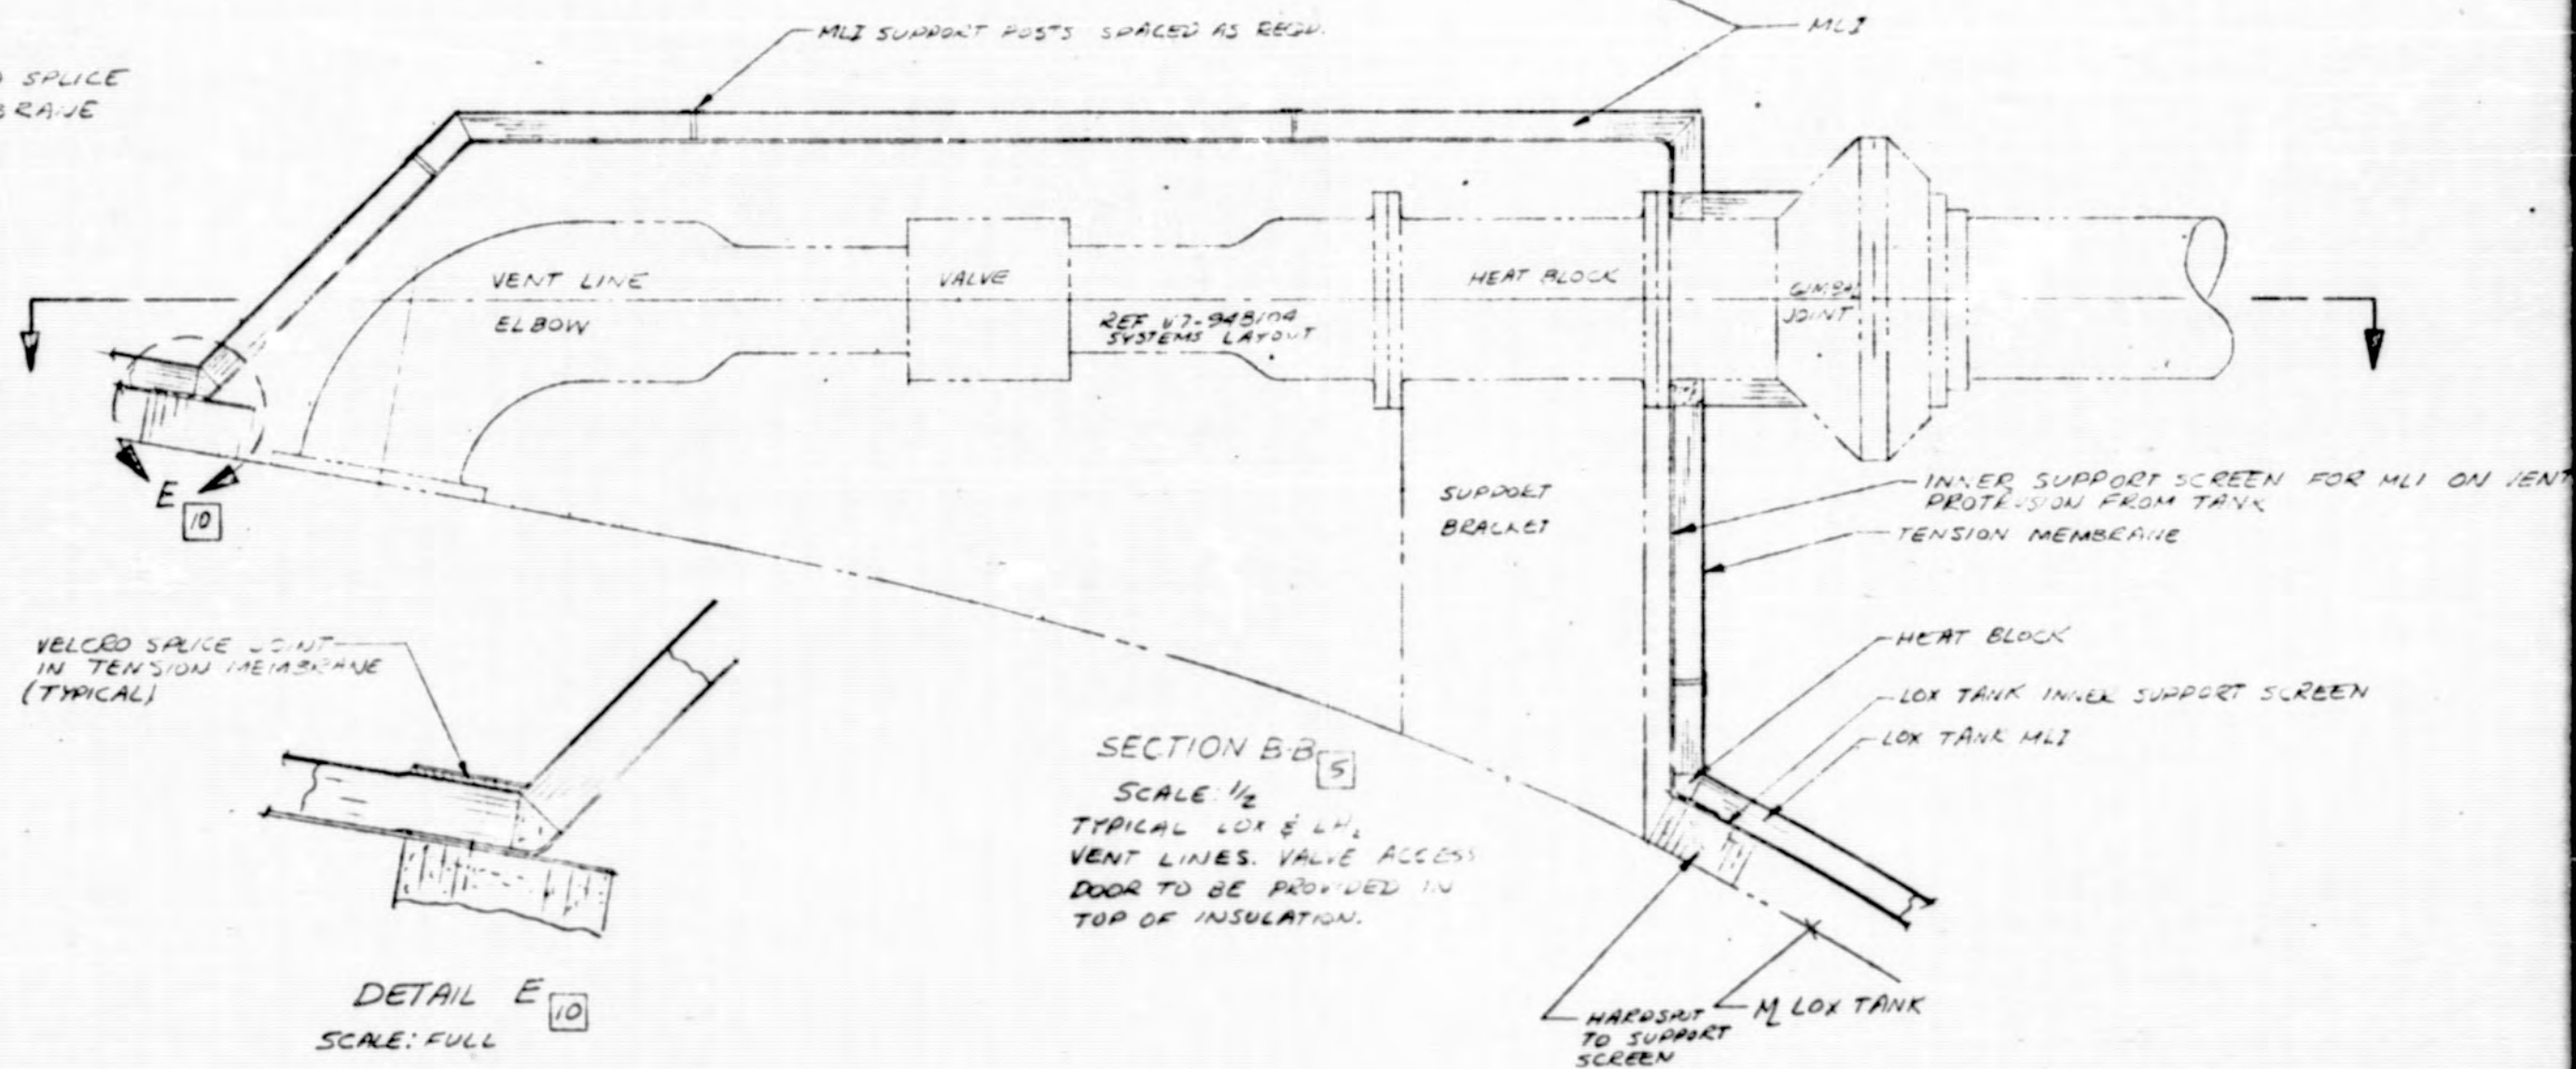 SPLICE
MLI SUPPORT POSTS SPACED AS REQD.
MLI
VENT LINE
ELBOW
VALVE
REF V7-948104
SYSTEMS LAYOUT
HEAT BLOCK
GIMBAL
JOINT
5
E
10
SUPPORT
BRACKET
INNER SUPPORT SCREEN FOR MLI ON VENT
PROTRUSION FROM TANK
TENSION MEMBRANE
HEAT BLOCK
LOX TANK INNER SUPPORT SCREEN
LOX TANK MLI
VELCRO SPLICE JOINT
IN TENSION MEMBRANE
(TYPICAL)
SECTION B-B 5
SCALE: 1/2
TYPICAL LOX & LH2
VENT LINES. VALVE ACCESS
DOOR TO BE PROVIDED IN
TOP OF INSULATION.
DETAIL E 10
SCALE: FULL
HARDSPOT
TO SUPPORT
SCREEN
LOX TANK